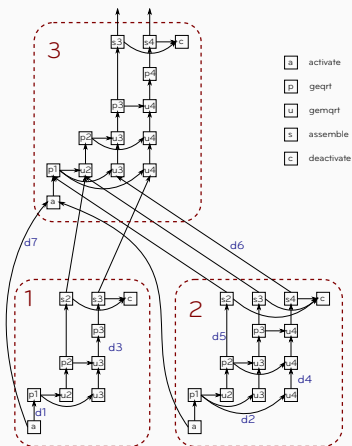 s3 s4 c
3
a activate
p4
p geqrt
p3 u4
u gemqrt
p2 u3 u4
s assemble
c deactivate
p1 u2 u3 u4
a
d7 d6
1 2
s2 s3 c s2 s3 s4 c
p3 d3 d5 p3 u4
p2 u3 p2 u3 u4
d4
p1 u2 u3 p1 u2 u3 u4
d1 d2
a a